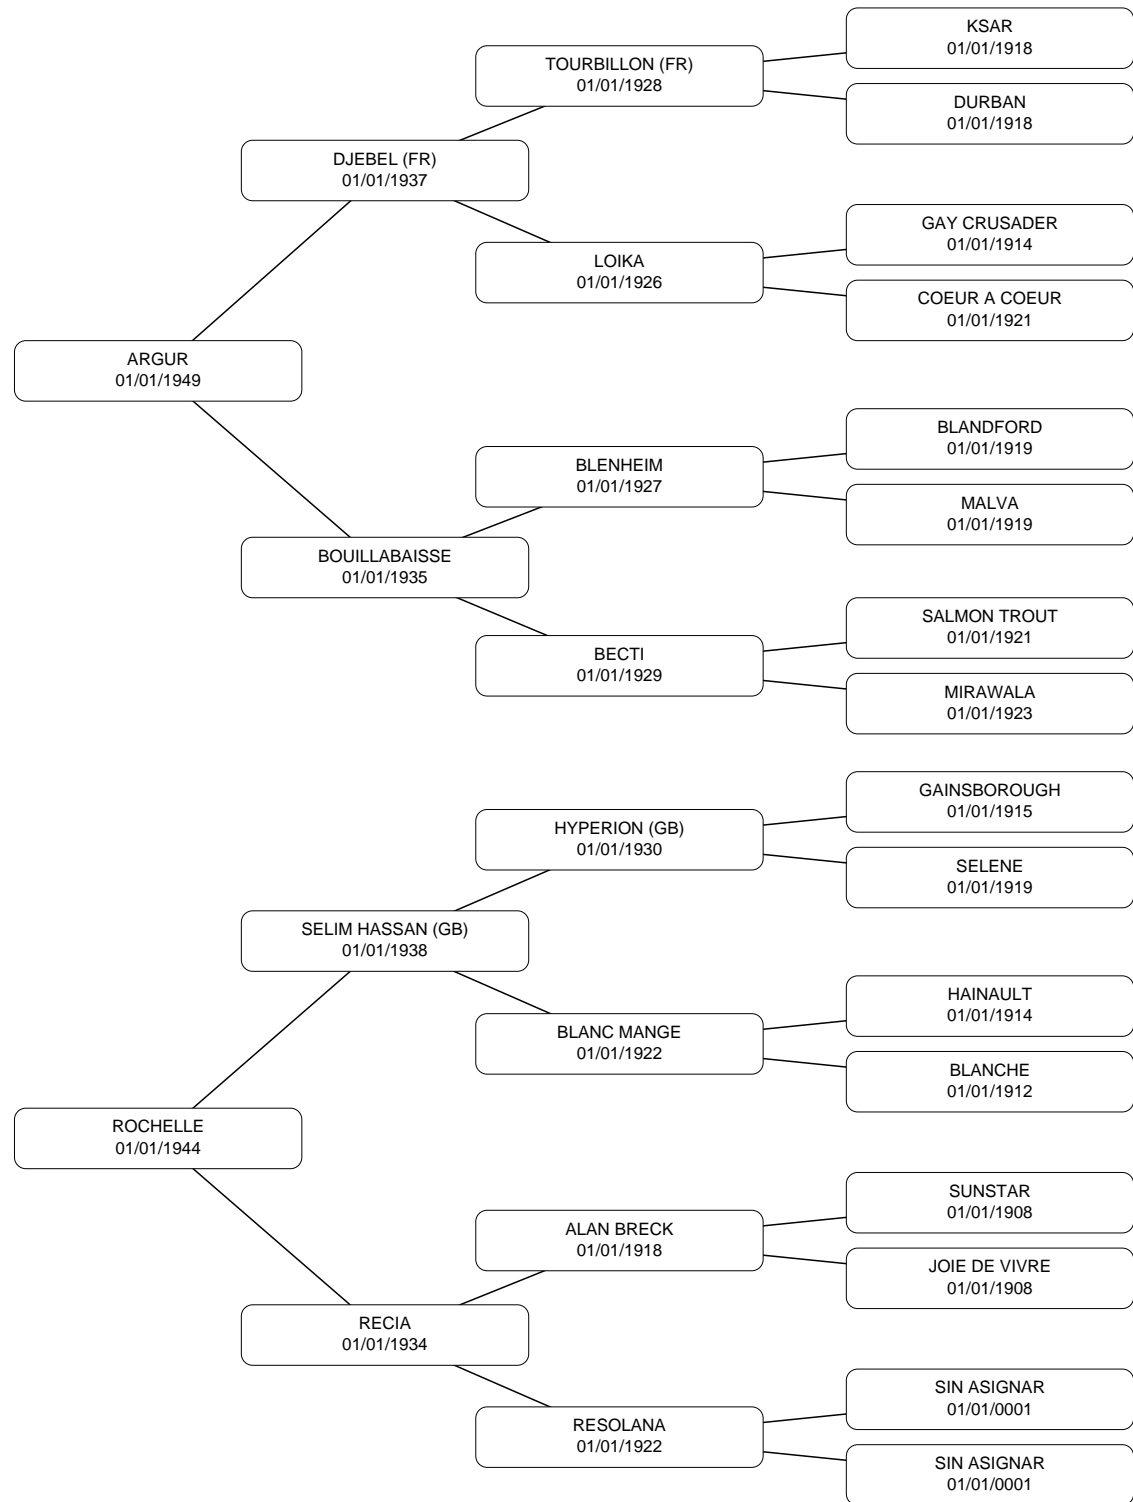 KSAR
01/01/1918
TOURBILLON (FR)
01/01/1928
DURBAN
01/01/1918
DJEBEL (FR)
01/01/1937
GAY CRUSADER
01/01/1914
LOIKA
01/01/1926
COEUR A COEUR
01/01/1921
ARGUR
01/01/1949
BLANDFORD
01/01/1919
BLENHEIM
01/01/1927
MALVA
01/01/1919
BOUILLABAISSE
01/01/1935
SALMON TROUT
01/01/1921
BECTI
01/01/1929
MIRAWALA
01/01/1923
GAINSBOROUGH
01/01/1915
HYPERION (GB)
01/01/1930
SELENE
01/01/1919
SELIM HASSAN (GB)
01/01/1938
HAINAULT
01/01/1914
BLANC MANGE
01/01/1922
BLANCHE
01/01/1912
ROCHELLE
01/01/1944
SUNSTAR
01/01/1908
ALAN BRECK
01/01/1918
JOIE DE VIVRE
01/01/1908
RECIA
01/01/1934
SIN ASIGNAR
01/01/0001
RESOLANA
01/01/1922
SIN ASIGNAR
01/01/0001